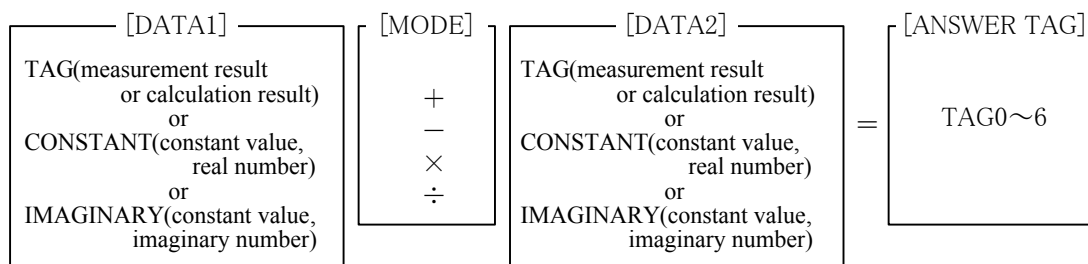 [DATA1]
TAG(measurement result
or calculation result)
or
CONSTANT(constant value,
real number)
or
IMAGINARY(constant value,
imaginary number)
[MODE]
+
−
×
÷
[DATA2]
TAG(measurement result
or calculation result)
or
CONSTANT(constant value,
real number)
or
IMAGINARY(constant value,
imaginary number)
=
[ANSWER TAG]
TAG0～6